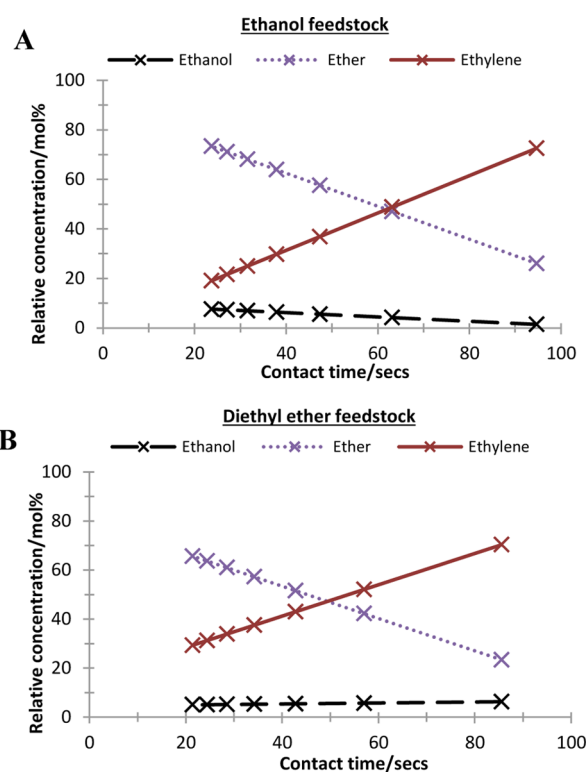 A
Ethanol feedstock
Ethanol Ether Ethylene
Relative concentration/mol%
100
80
60
40
20
0
0 20 40 60 80 100
Contact time/secs
B
Diethyl ether feedstock
Ethanol Ether Ethylene
Relative concentration/mol%
100
80
60
40
20
0
0 20 40 60 80 100
Contact time/secs